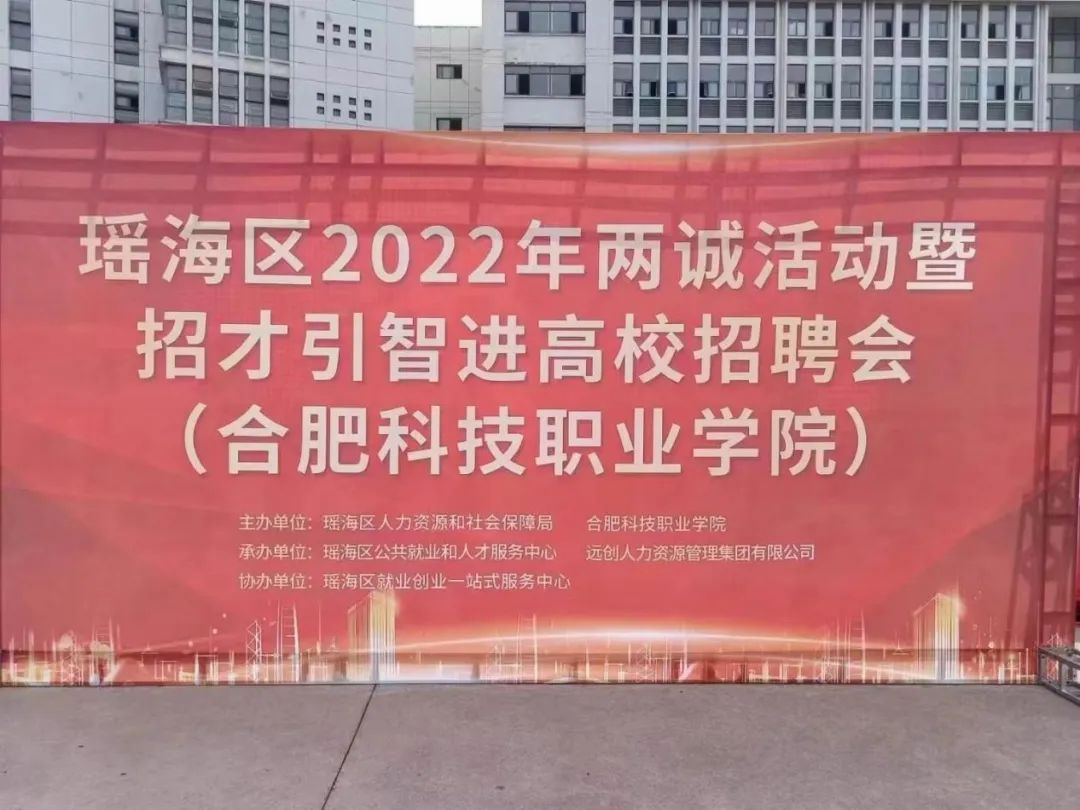 瑶海区2022年两诚活动暨
招才引智进高校招聘会
（合肥科技职业学院）
主办单位：瑶海区人力资源和社会保障局 合肥科技职业学院
承办单位：瑶海区公共就业和人才服务中心 远创人力资源管理集团有限公司
协办单位：瑶海区就业创业一站式服务中心